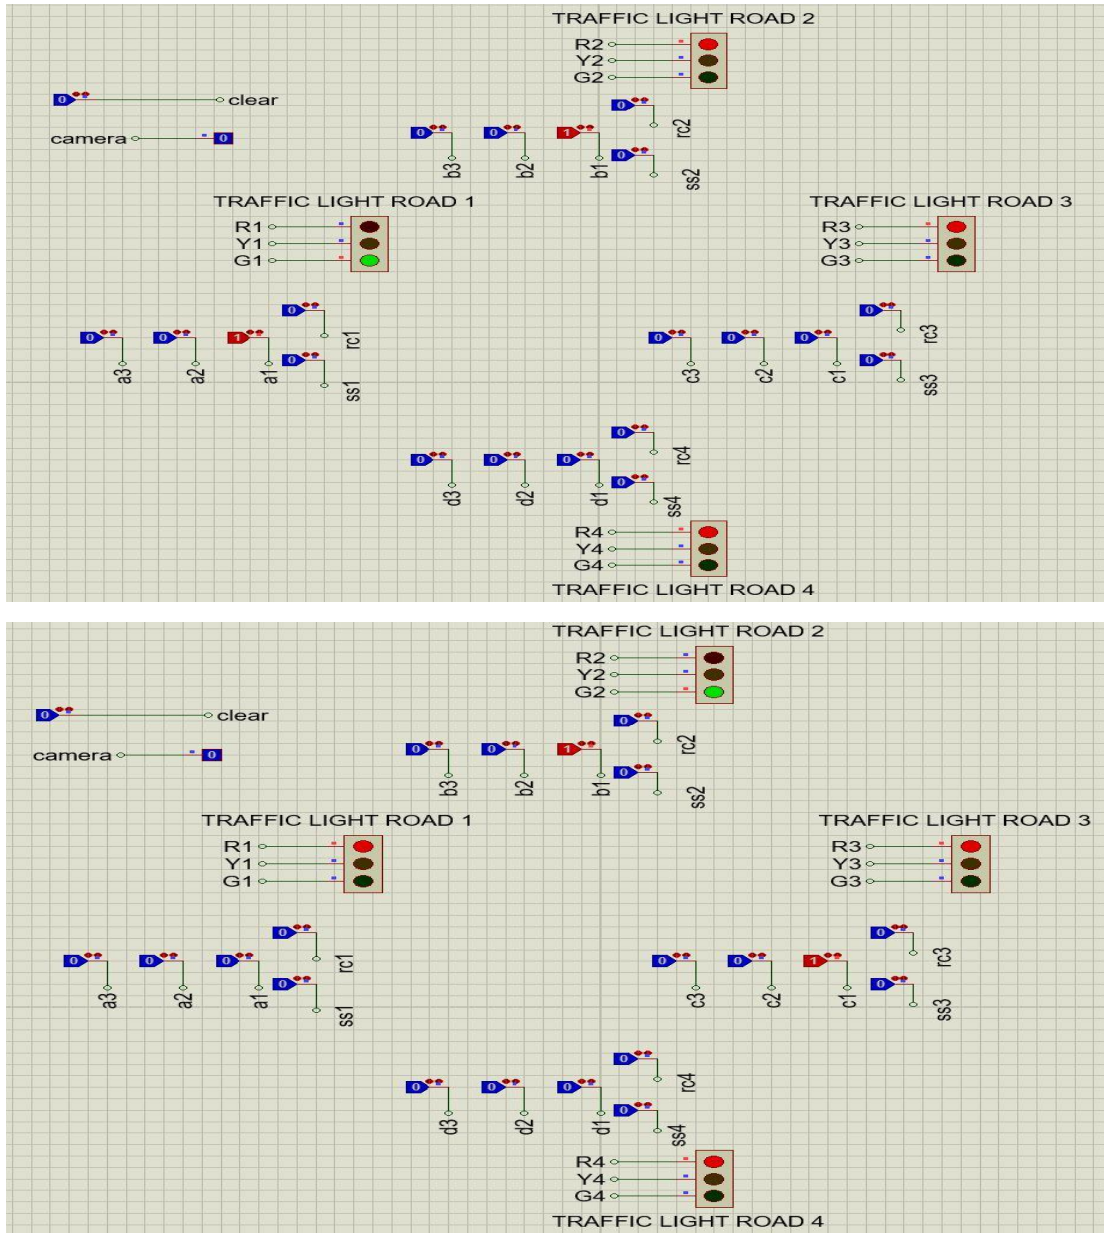 TRAFFIC LIGHT ROAD 2
R2
Y2
G2
0 clear
camera 0
0 rc2
0 b3
0 b2
1 b1
0 ss2
TRAFFIC LIGHT ROAD 1
R1
Y1
G1
TRAFFIC LIGHT ROAD 3
R3
Y3
G3
0 rc1
0 a3
0 a2
1 a1
0 ss1
0 rc3
0 c3
0 c2
0 c1
0 ss3
0 rc4
0 d3
0 d2
0 d1
0 ss4
R4
Y4
G4
TRAFFIC LIGHT ROAD 4
TRAFFIC LIGHT ROAD 2
R2
Y2
G2
0 clear
camera 0
0 rc2
0 b3
0 b2
1 b1
0 ss2
TRAFFIC LIGHT ROAD 1
R1
Y1
G1
TRAFFIC LIGHT ROAD 3
R3
Y3
G3
0 rc1
0 a3
0 a2
0 a1
0 ss1
0 rc3
0 c3
0 c2
1 c1
0 ss3
0 rc4
0 d3
0 d2
0 d1
0 ss4
R4
Y4
G4
TRAFFIC LIGHT ROAD 4